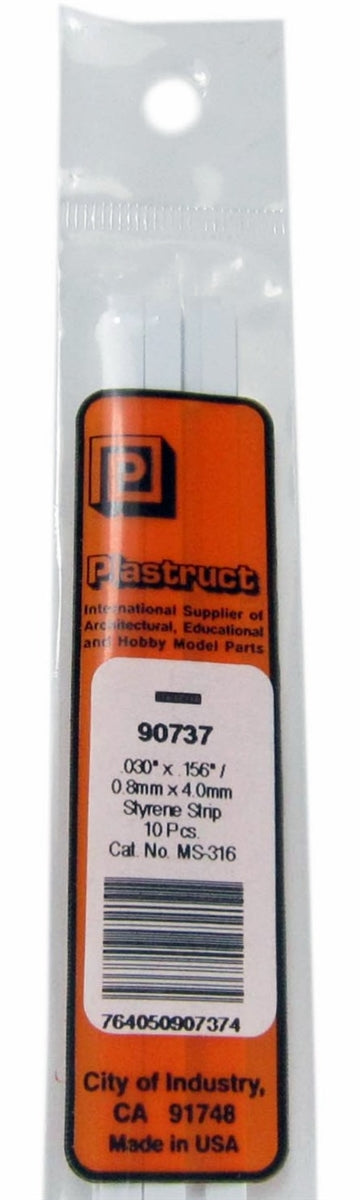 P
Plastruct
International Supplier of
Architectural, Educational
and Hobby Model Parts
90737
.030" x .156" /
0.8mm x 4.0mm
Styrene Strip
10 Pcs.
Cat. No. MS-316
764050907374
City of Industry,
CA 91748
Made in USA